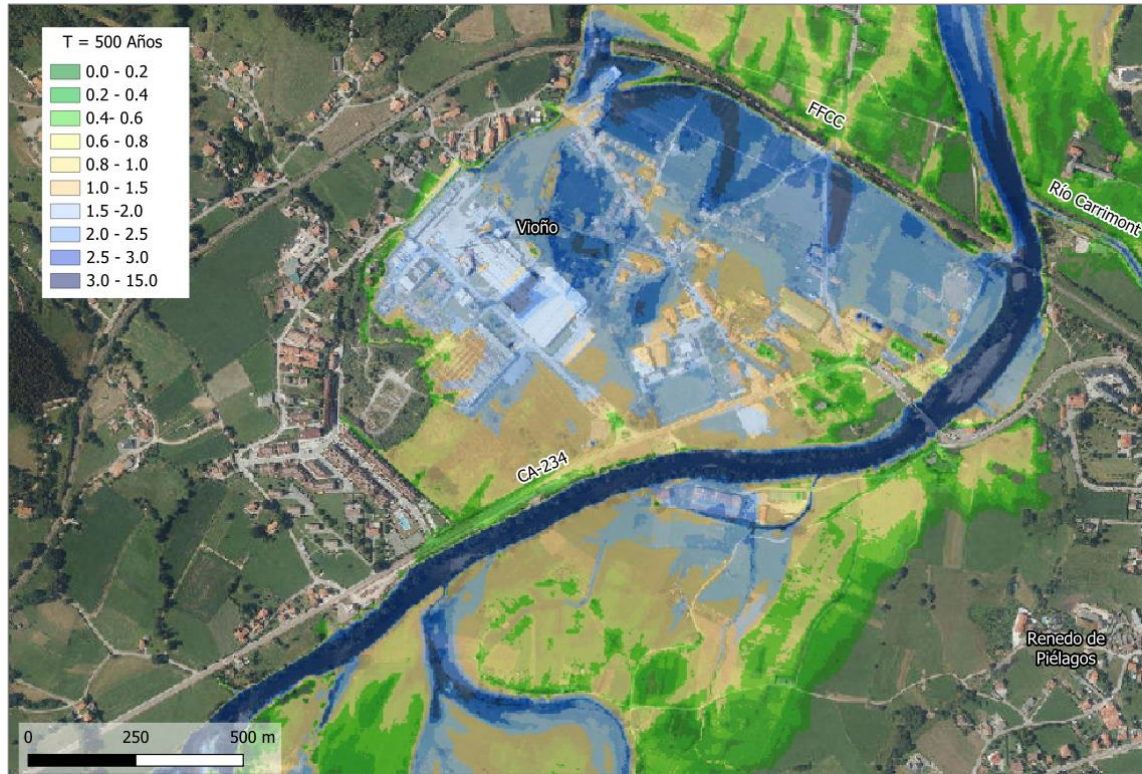 T = 500 Años
0.0 - 0.2
0.2 - 0.4
0.4- 0.6
0.6 - 0.8
0.8 - 1.0
1.0 - 1.5
1.5 -2.0
2.0 - 2.5
2.5 - 3.0
3.0 - 15.0
FFCC
Río Carrimont
Vioño
CA-234
Renedo de
Piélagos
0 250 500 m